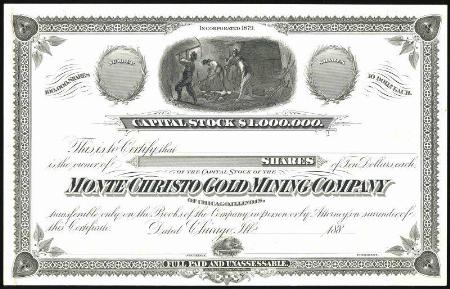 INCORPORATED 1879.
NUMBER
SHARES
100,000 SHARES
10 DOLLS. EACH.
CAPITAL STOCK $1,000,000.
This is to Certify that
is the owner of SHARES of Ten Dollars each,
OF THE CAPITAL STOCK OF THE
MONTE CHRISTO GOLD MINING COMPANY
OF CHICAGO, ILLINOIS,
transferable only on the Books of the Company in person or by Attorney on surrender of
this Certificate. Dated Chicago, Ills. 188
FULL PAID AND UNASSESSABLE.